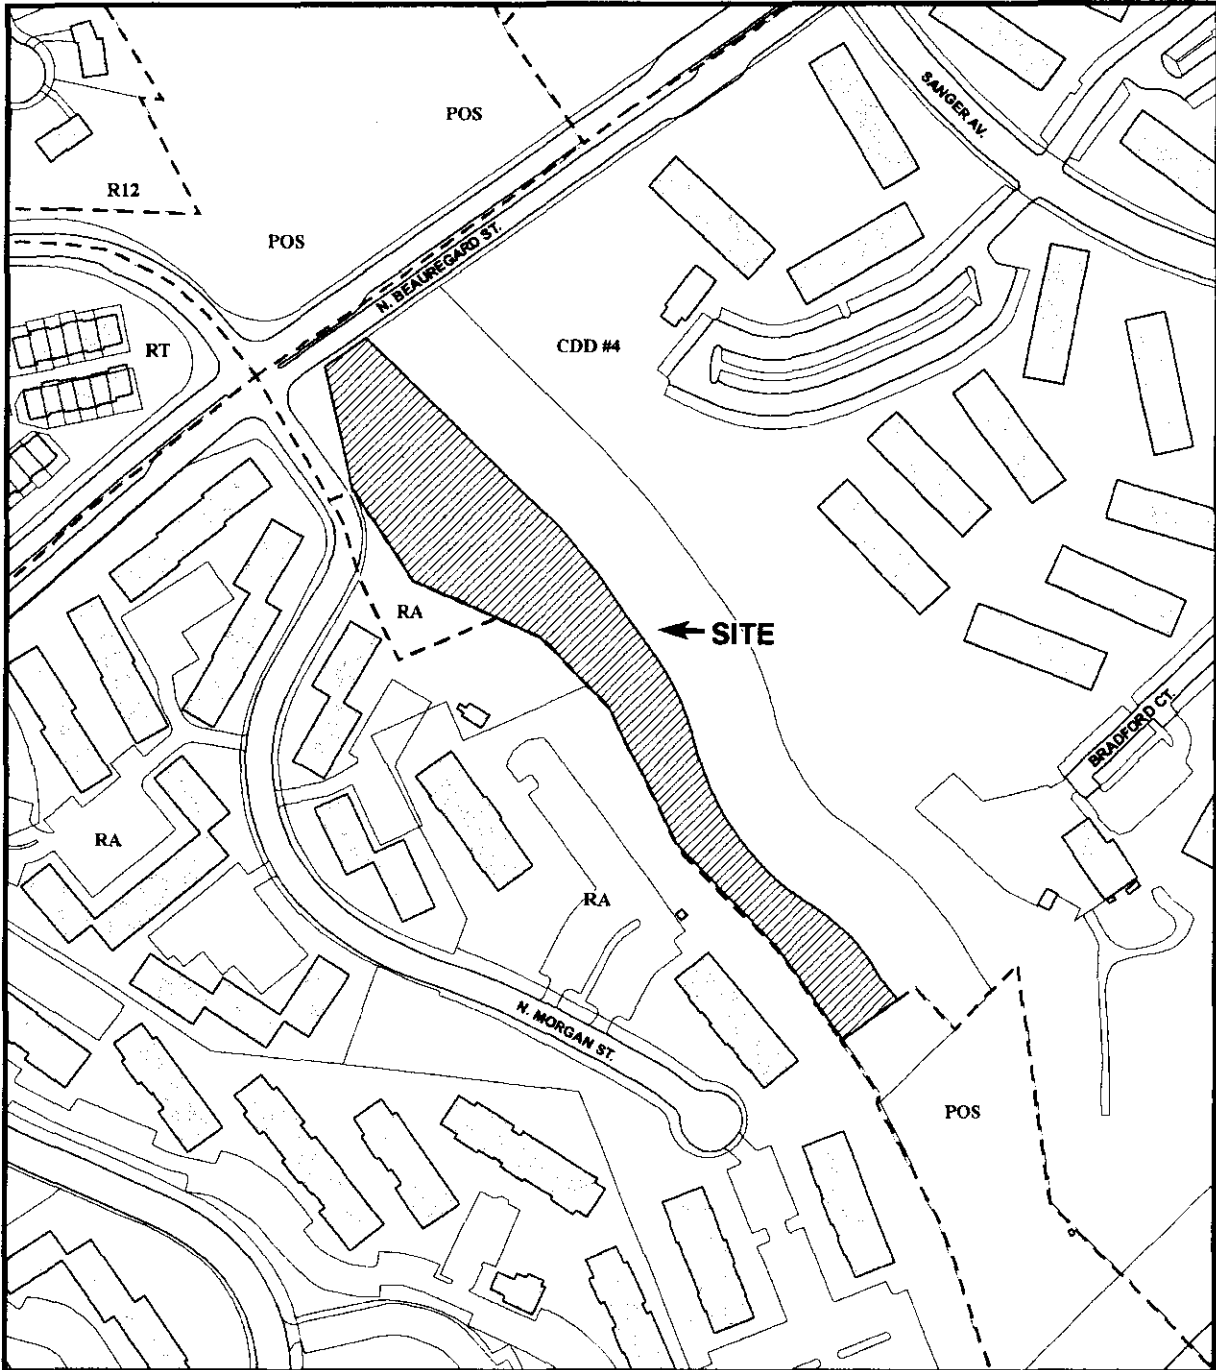 SANGER AV.
POS
R12
POS
N. BEAUREGARD ST.
RT
CDD #4
RA
SITE
BRADFORD CT.
RA
RA
N. MORGAN ST.
POS